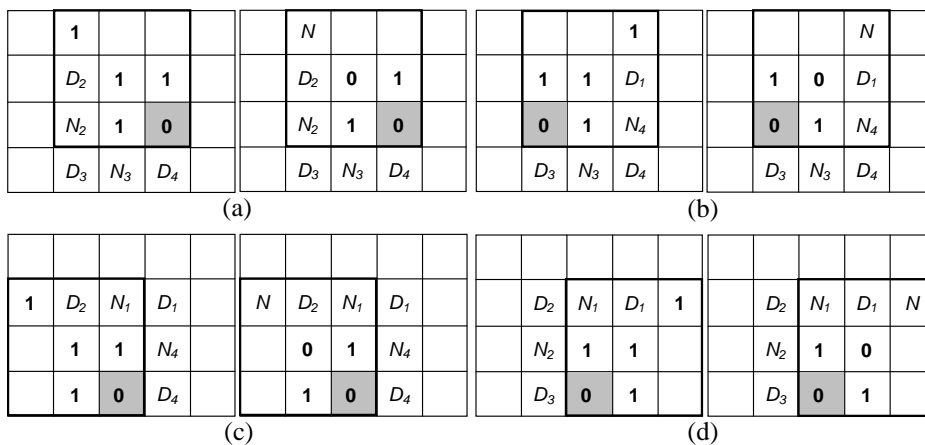 1 N 1 N
D₂ 1 1 D₂ 0 1 1 1 D₁ 1 0 D₁
N₂ 1 0 N₂ 1 0 0 1 N₄ 0 1 N₄
D₃ N₃ D₄ D₃ N₃ D₄ D₃ N₃ D₄ D₃ N₃ D₄
(a) (b)
1 D₂ N₁ D₁ N D₂ N₁ D₁ D₂ N₁ D₁ 1 D₂ N₁ D₁ N
1 1 N₄ 0 1 N₄ N₂ 1 1 N₂ 1 0
1 0 D₄ 1 0 D₄ D₃ 0 1 D₃ 0 1
(c) (d)